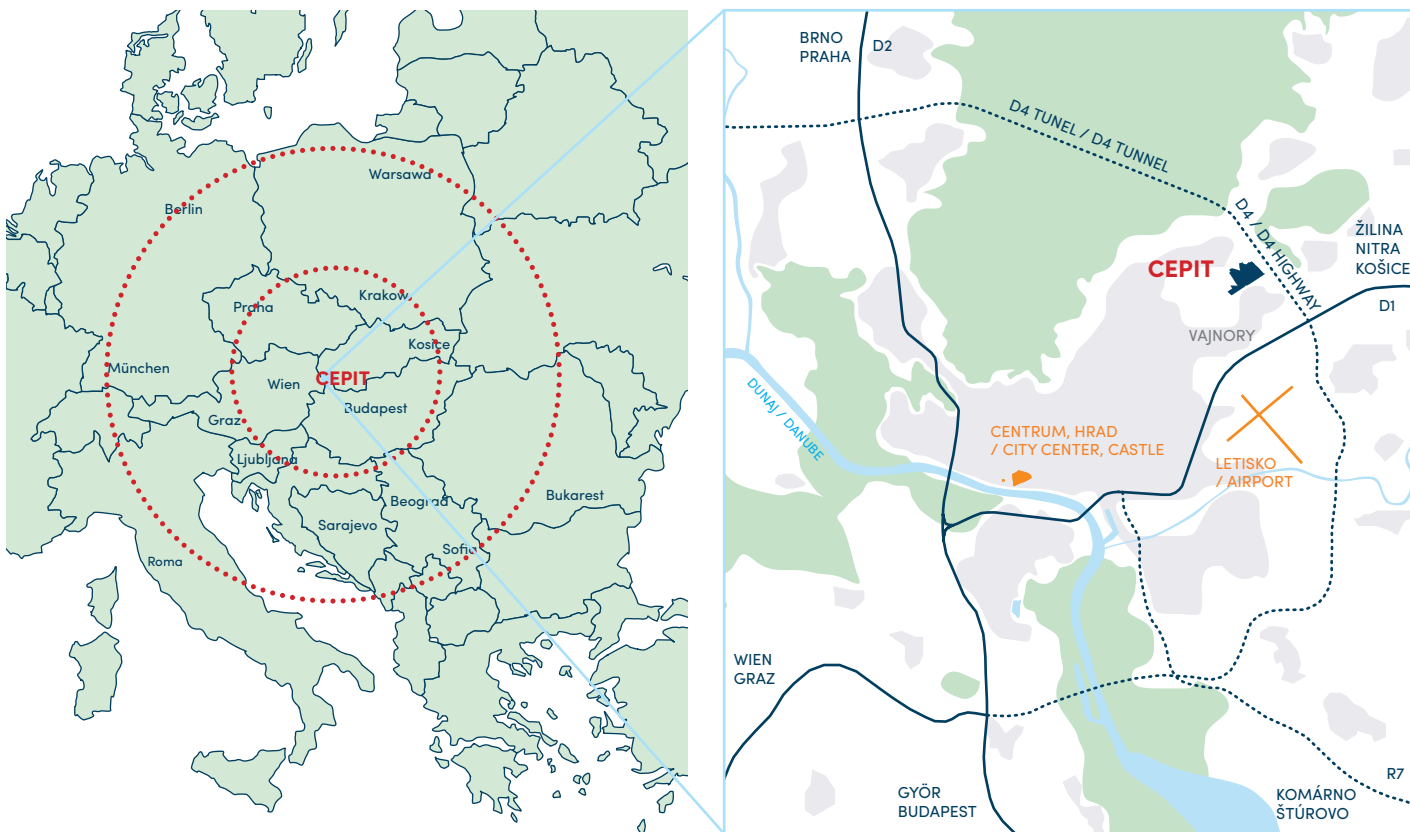 Warsawa
Berlin
Krakow
Praha
Kosice
München
CEPIT
Wien
Budapest
Graz
Ljubljana
Beograd
Bukarest
Sarajevo
Sofia
Roma
BRNO
PRAHA
D2
D4 TUNEL / D4 TUNNEL
D4 / D4 HIGHWAY
ŽILINA
NITRA
KOŠICE
CEPIT
D1
VAJNORY
DUNAJ / DANUBE
CENTRUM, HRAD
/ CITY CENTER, CASTLE
LETISKO
/ AIRPORT
WIEN
GRAZ
R7
GYÖR
BUDAPEST
KOMÁRNO
ŠTÚROVO